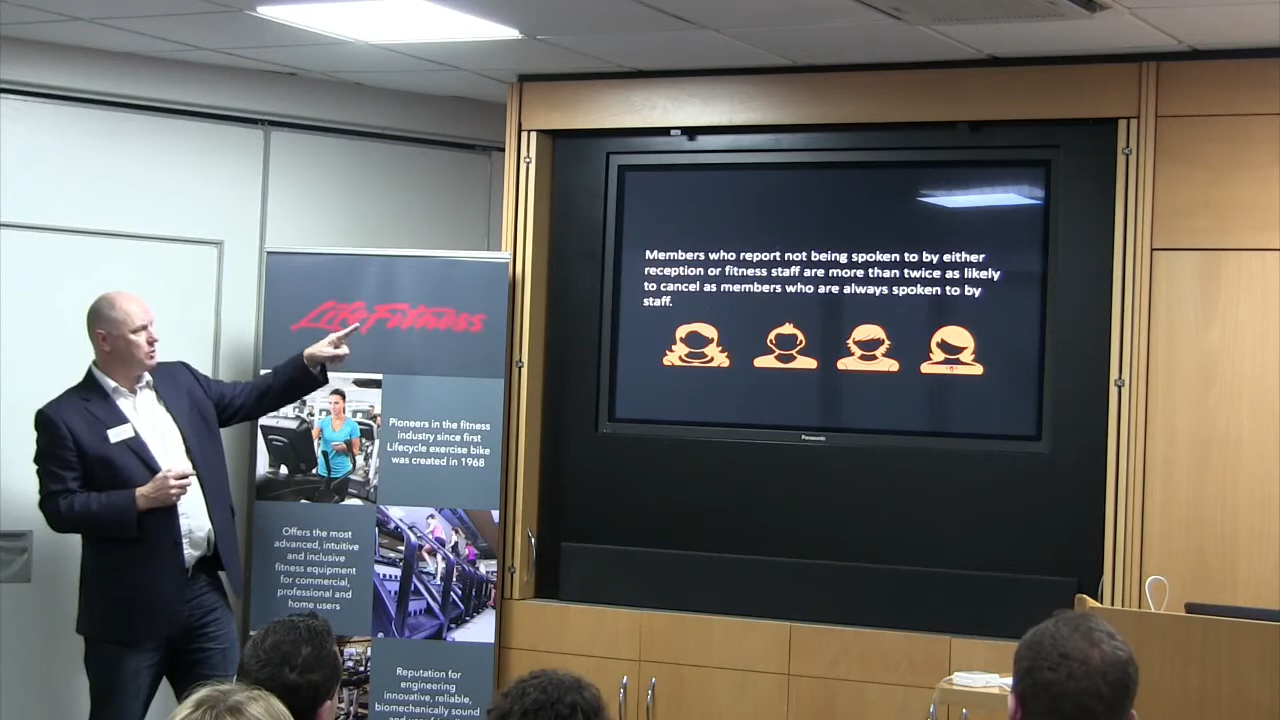 Members who report not being spoken to by either
reception or fitness staff are more than twice as likely
to cancel as members who are always spoken to by
staff.
Panasonic
Life Fitness
Pioneers in the fitness
industry since first
Lifecycle exercise bike
was created in 1968
Offers the most
advanced, intuitive
and inclusive
fitness equipment
for commercial,
professional and
home users
Reputation for
engineering
innovative, reliable,
biomechanically sound